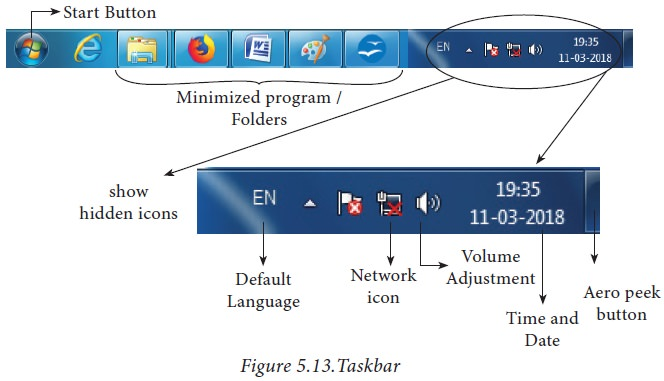 Start Button
EN
19:35
11-03-2018
Minimized program /
Folders
show
hidden icons
EN
19:35
11-03-2018
Default
Language
Network
icon
Volume
Adjustment
Time and
Date
Aero peek
button
Figure 5.13.Taskbar